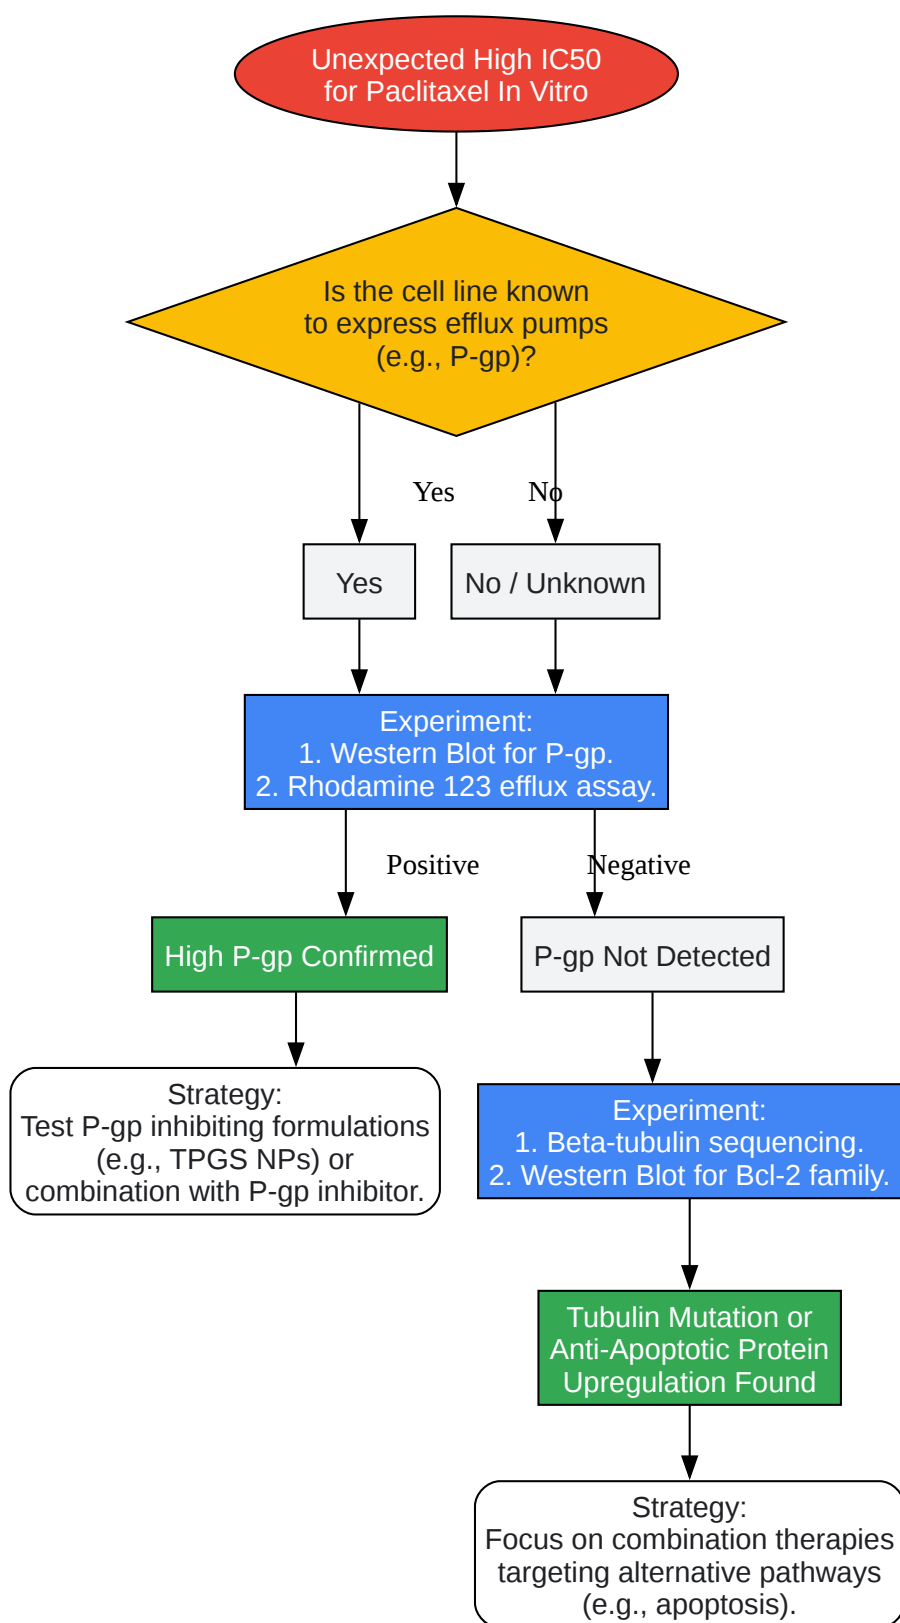 Unexpected High IC50
for Paclitaxel In Vitro
Is the cell line known
to express efflux pumps
(e.g., P-gp)?
Yes
No
Yes
No / Unknown
Experiment:
1. Western Blot for P-gp.
2. Rhodamine 123 efflux assay.
Positive
Negative
High P-gp Confirmed
P-gp Not Detected
Strategy:
Test P-gp inhibiting formulations
(e.g., TPGS NPs) or
combination with P-gp inhibitor.
Experiment:
1. Beta-tubulin sequencing.
2. Western Blot for Bcl-2 family.
Tubulin Mutation or
Anti-Apoptotic Protein
Upregulation Found
Strategy:
Focus on combination therapies
targeting alternative pathways
(e.g., apoptosis).